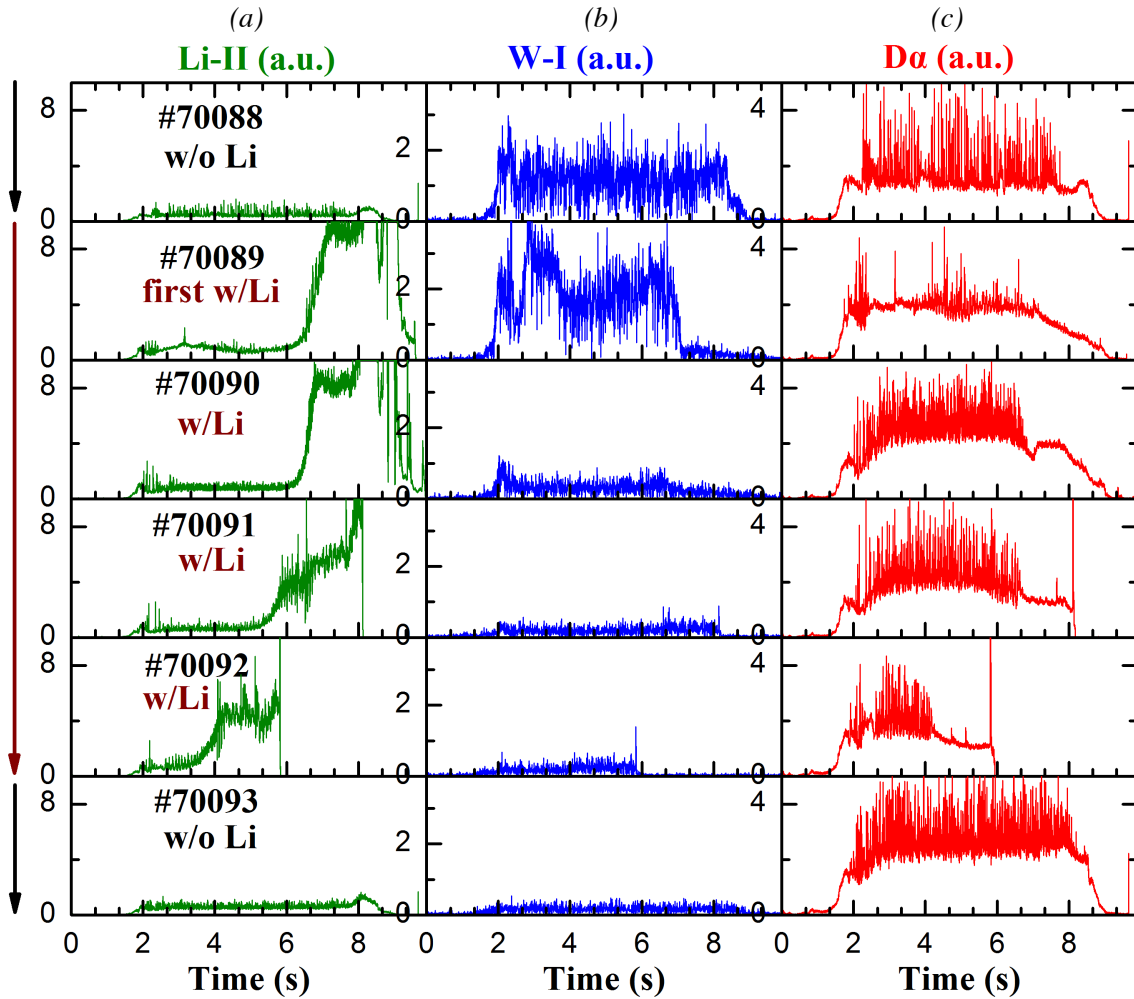 (a) (b) (c)
Li-II (a.u.) W-I (a.u.) Dα (a.u.)
8 2 4
#70088
w/o Li
0 0 0
8 2 4
#70089
first w/Li
0 0 0
8 2 4
#70090
w/Li
0 0 0
8 2 4
#70091
w/Li
0 0 0
8 2 4
#70092
w/Li
0 0 0
8 2 4
#70093
w/o Li
0 0 0
0 2 4 6 8 0 2 4 6 8 0 2 4 6 8
Time (s) Time (s) Time (s)